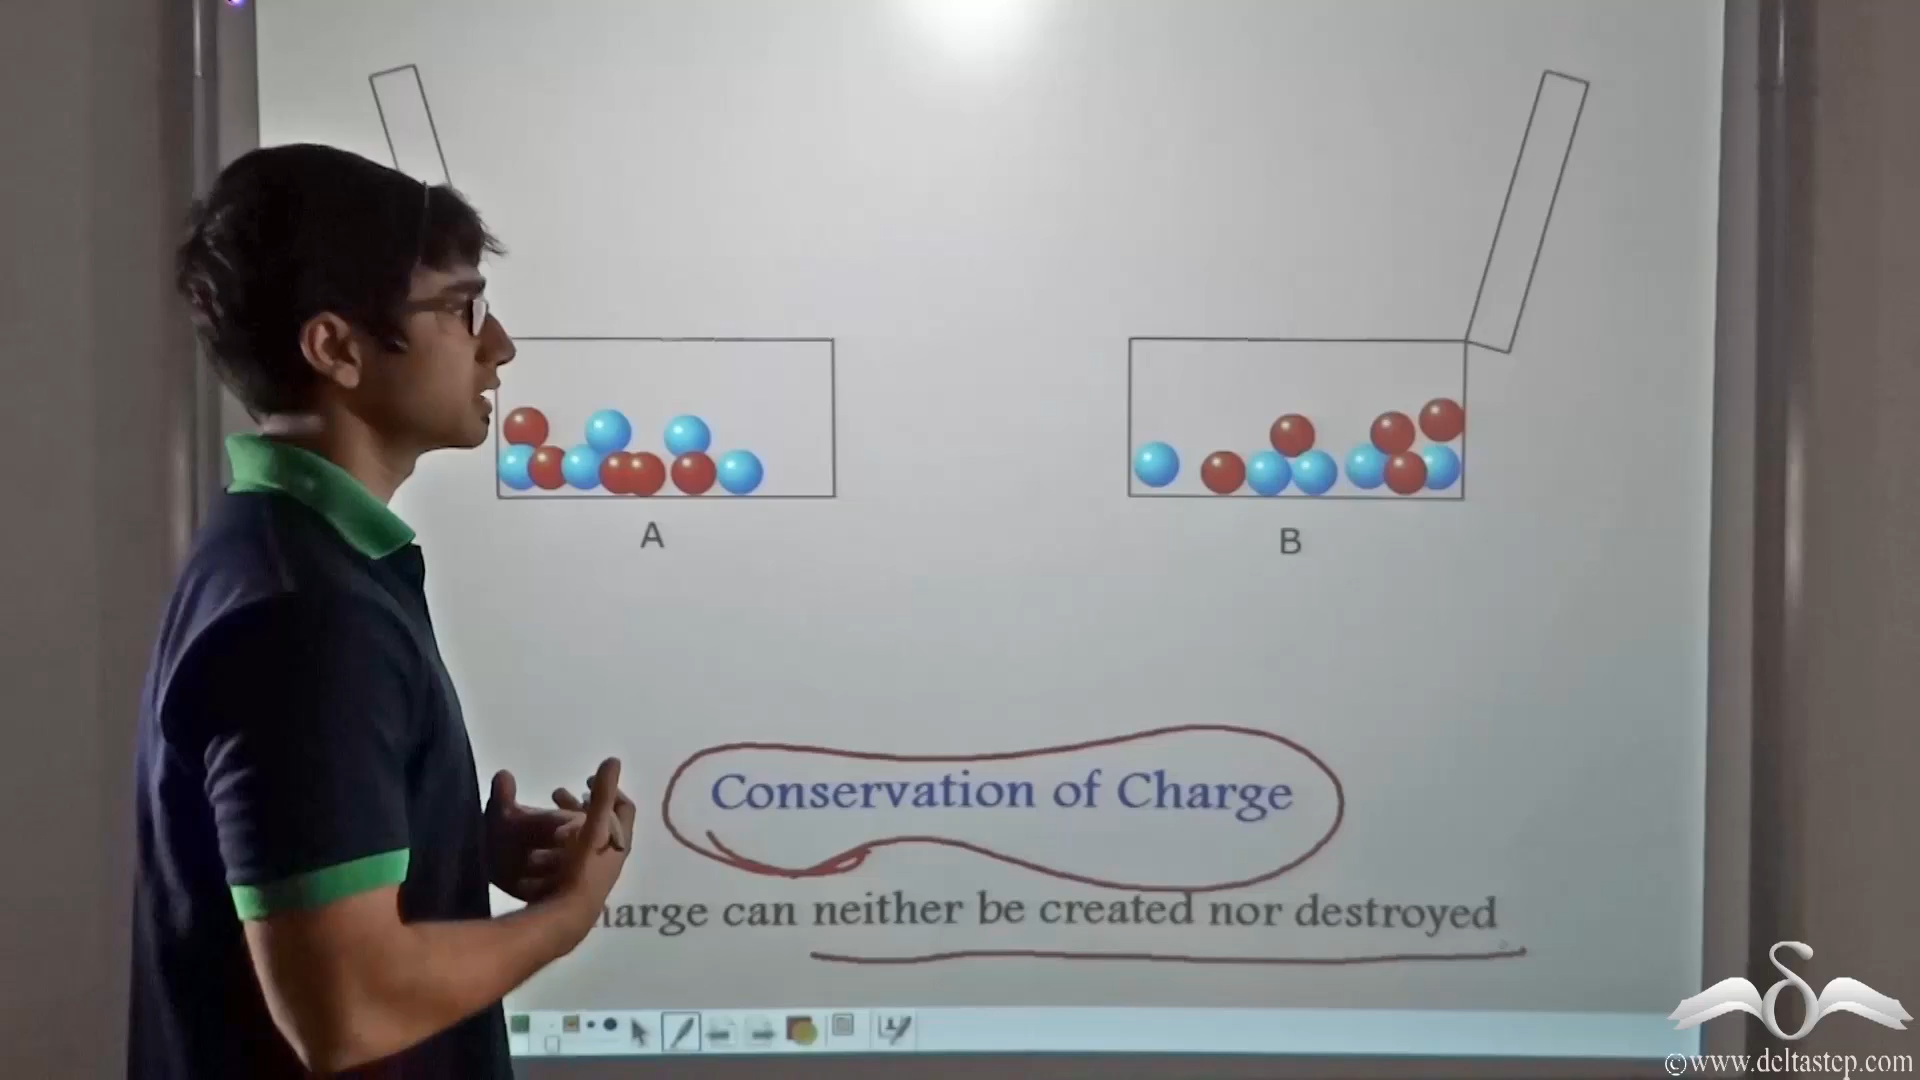 A
B
Conservation of Charge
harge can neither be created nor destroyed
©www.deltastep.com